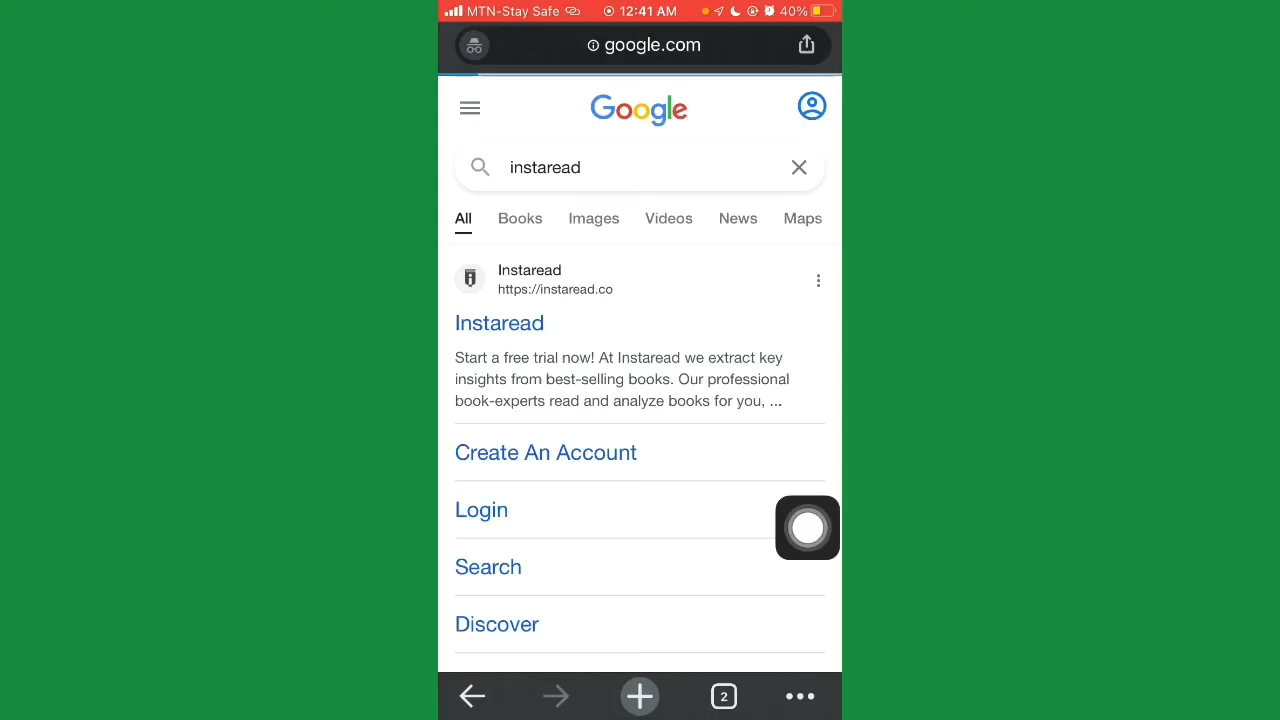 MTN-Stay Safe 12:41 AM 40%
google.com
Google
instaread
All Books Images Videos News Maps
Instaread
https://instaread.co
Instaread
Start a free trial now! At Instaread we extract key
insights from best-selling books. Our professional
book-experts read and analyze books for you, ...
Create An Account
Login
Search
Discover
2